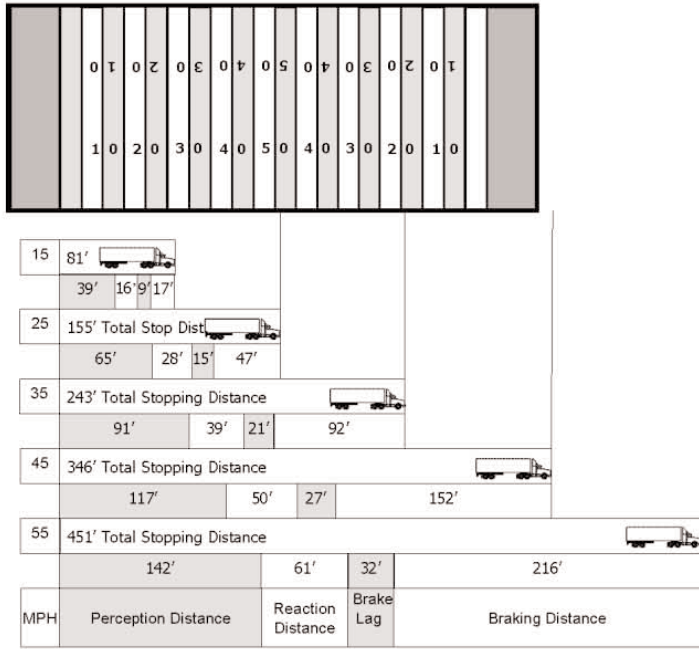 0 1 0 2 0 3 0 4 0 5 0 4 0 3 0 2 0 1
1 0 2 0 3 0 4 0 5 0 4 0 3 0 2 0 1 0
15 81′
39′ 16′ 9′ 17′
25 155′ Total Stop Dist
65′ 28′ 15′ 47′
35 243′ Total Stopping Distance
91′ 39′ 21′ 92′
45 346′ Total Stopping Distance
117′ 50′ 27′ 152′
55 451′ Total Stopping Distance
142′ 61′ 32′ 216′
MPH Perception Distance Reaction Distance Brake Lag Braking Distance